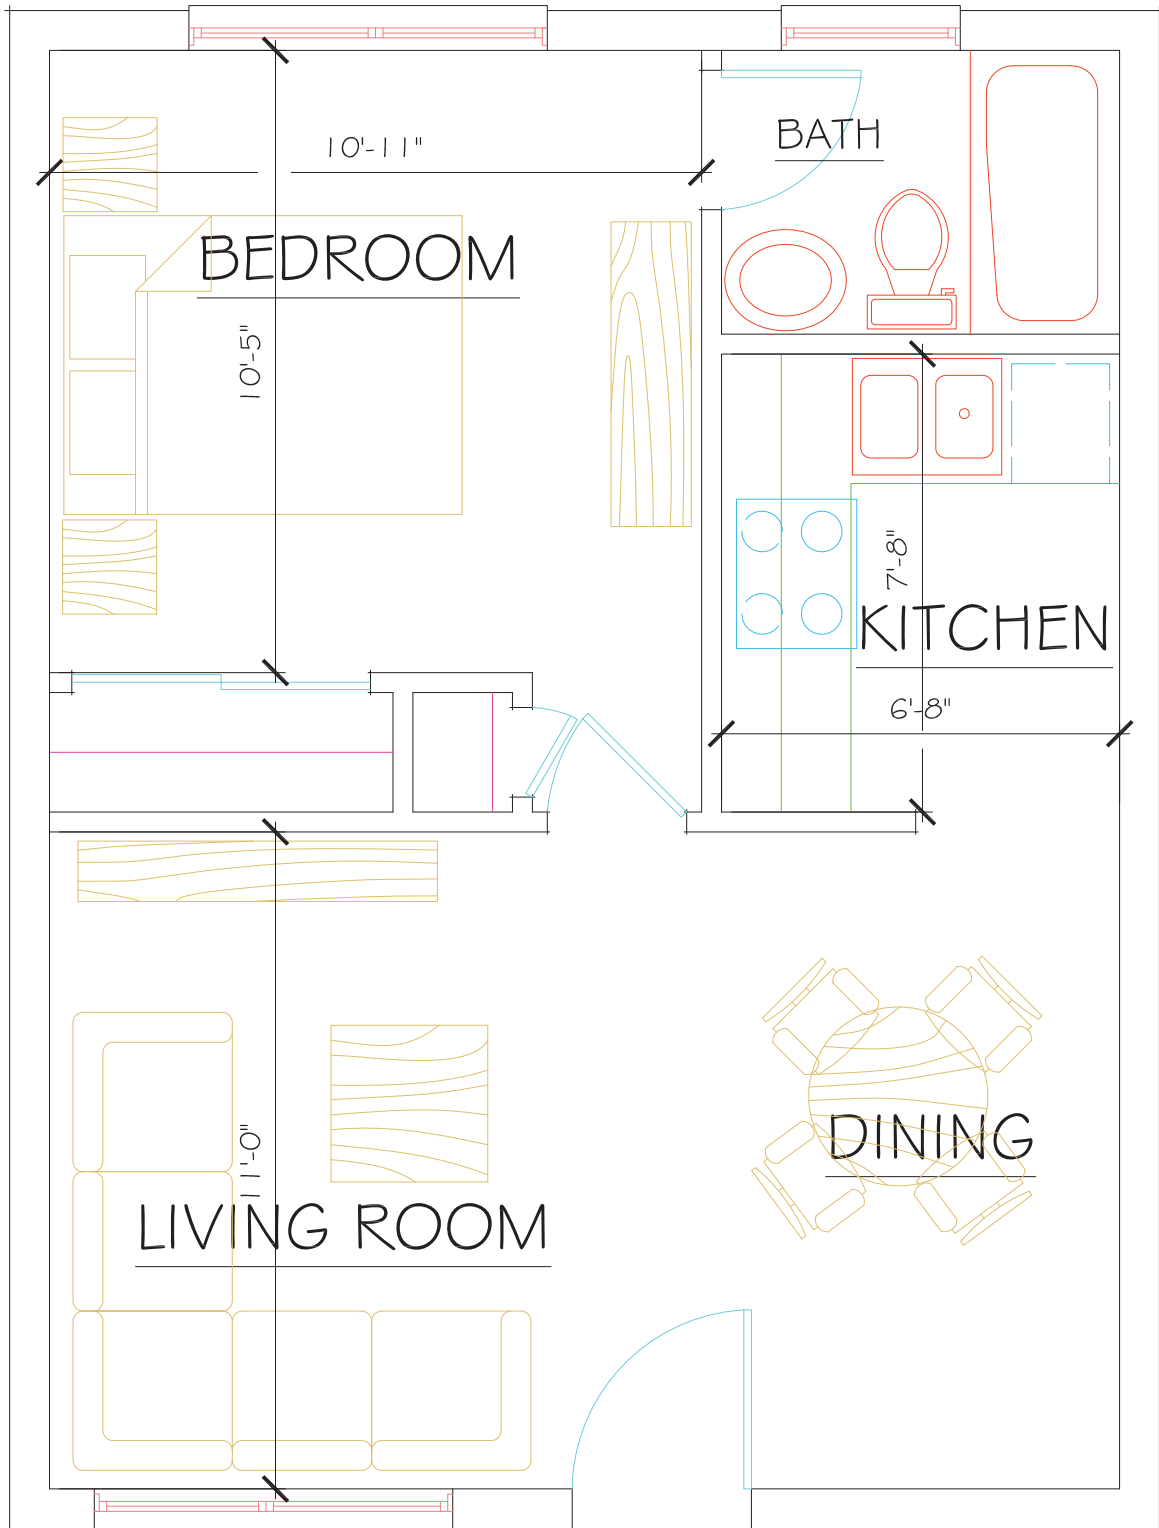 BATH
10'-11"
BEDROOM
10'-5"
7'-8"
KITCHEN
6'-8"
DINING
11'-0"
LIVING ROOM